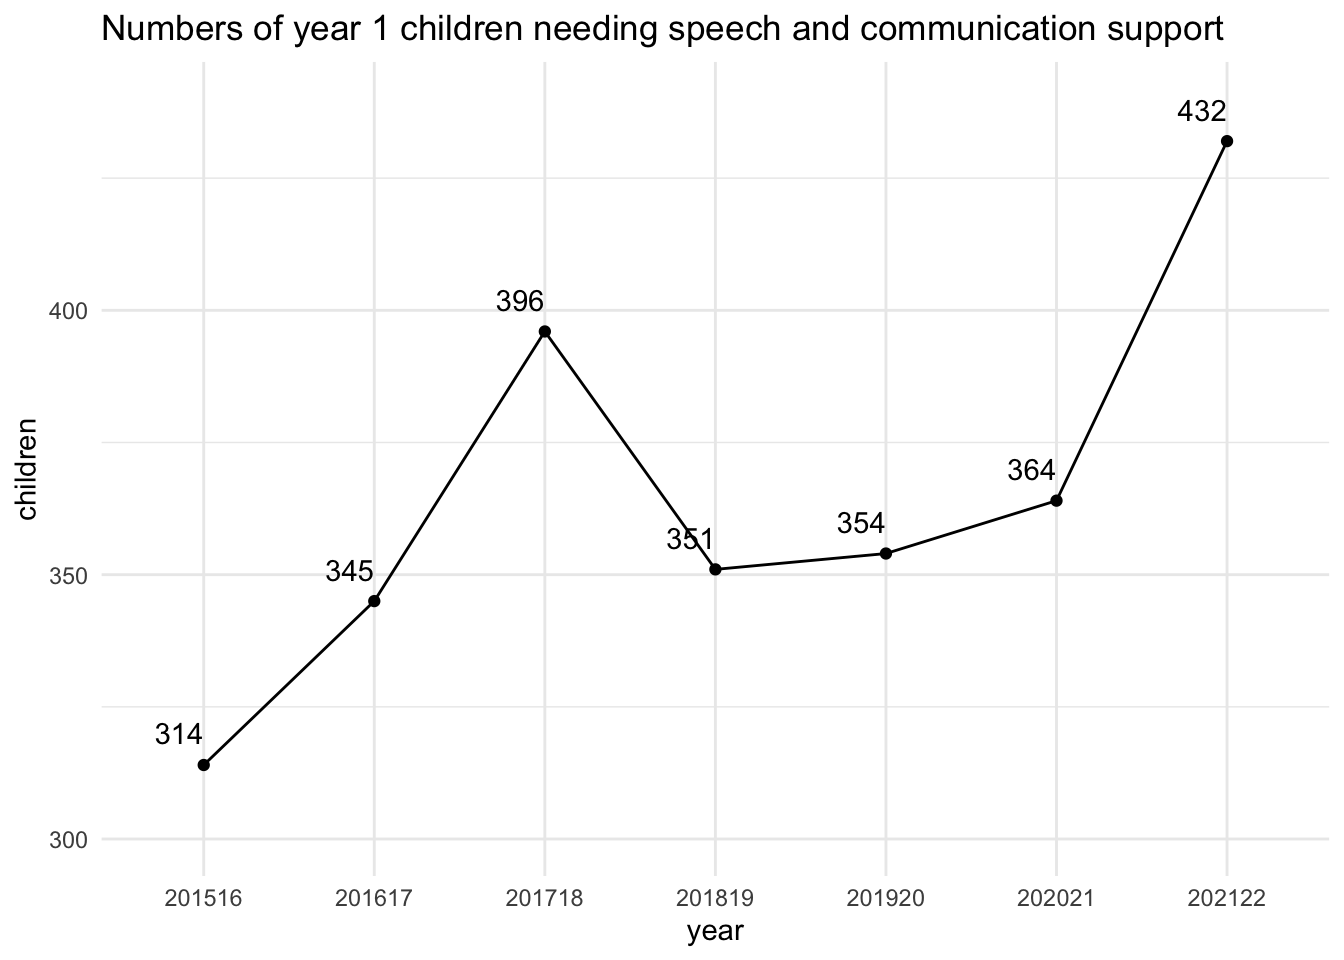 Numbers of year 1 children needing speech and communication support
432
400
396
children
364
351
354
350
345
314
300
201516 201617 201718 201819 201920 202021 202122
year